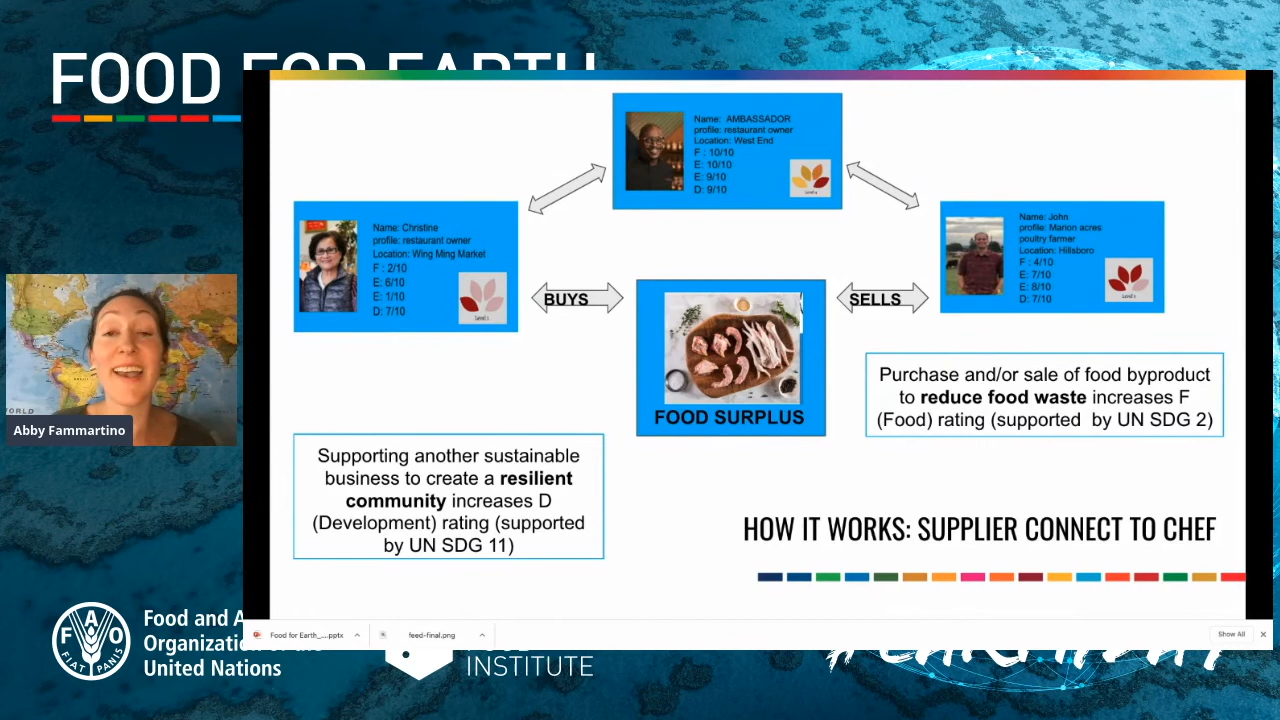 FOOD FOR EARTH
Name: AMBASSADOR
profile: restaurant owner
Location: West End
F : 10/10
E: 10/10
E: 9/10
D: 9/10
Name: Christine
profile: restaurant owner
Location: Wing Ming Market
F : 2/10
E: 6/10
E: 1/10
D: 7/10
Name: John
profile: Marion acres
poultry farmer
Location: Hillsboro
F : 4/10
E: 7/10
E: 8/10
D: 7/10
BUYS
SELLS
FOOD SURPLUS
Purchase and/or sale of food byproduct
to reduce food waste increases F
(Food) rating (supported by UN SDG 2)
Abby Fammartino
Supporting another sustainable
business to create a resilient
community increases D
(Development) rating (supported
by UN SDG 11)
HOW IT WORKS: SUPPLIER CONNECT TO CHEF
Food for Earth_....pptx
feed-final.png
Show All
FAO
FIAT PANIS
Food and A
Organization
United Nations
INSTITUTE